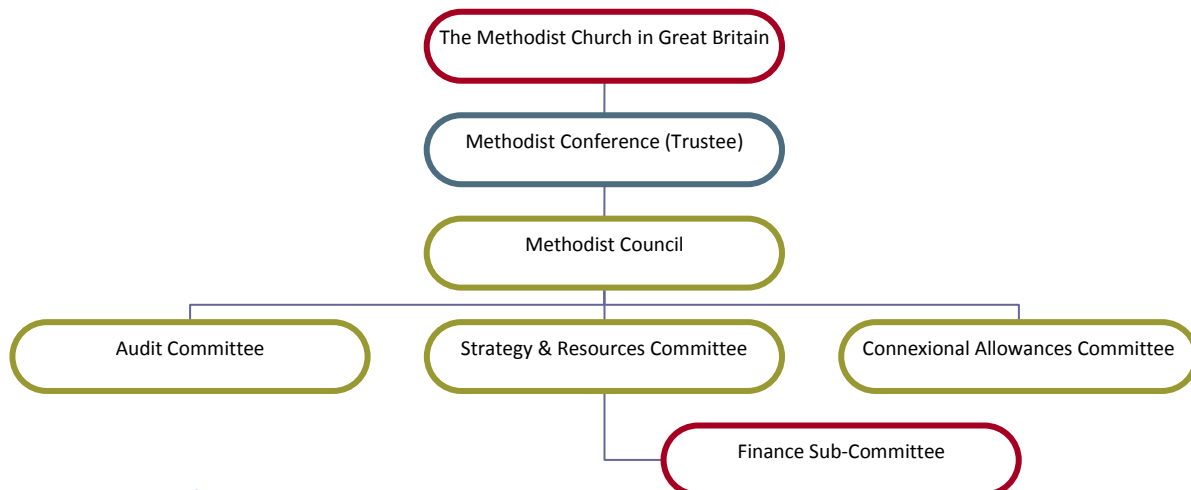 The Methodist Church in Great Britain
Methodist Conference (Trustee)
Methodist Council
Audit Committee
Strategy & Resources Committee
Connexional Allowances Committee
Finance Sub-Committee